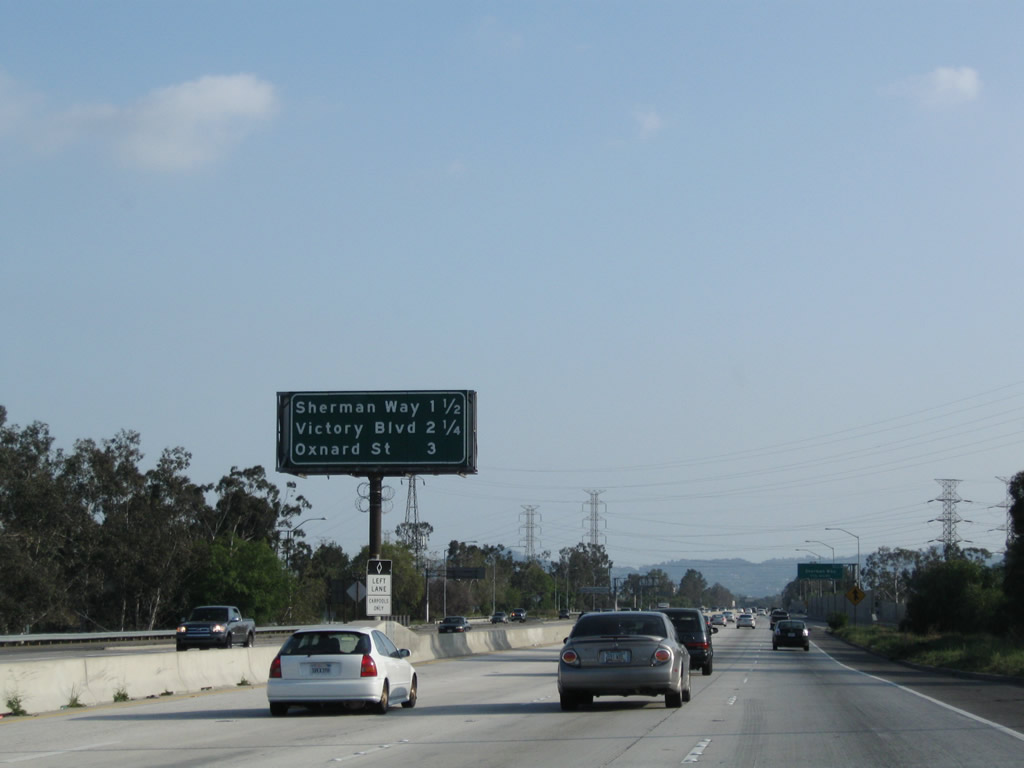 Sherman Way 1 ½
Victory Blvd 2 ¼
Oxnard St 3
LEFT
LANE
CARPOOLS
ONLY